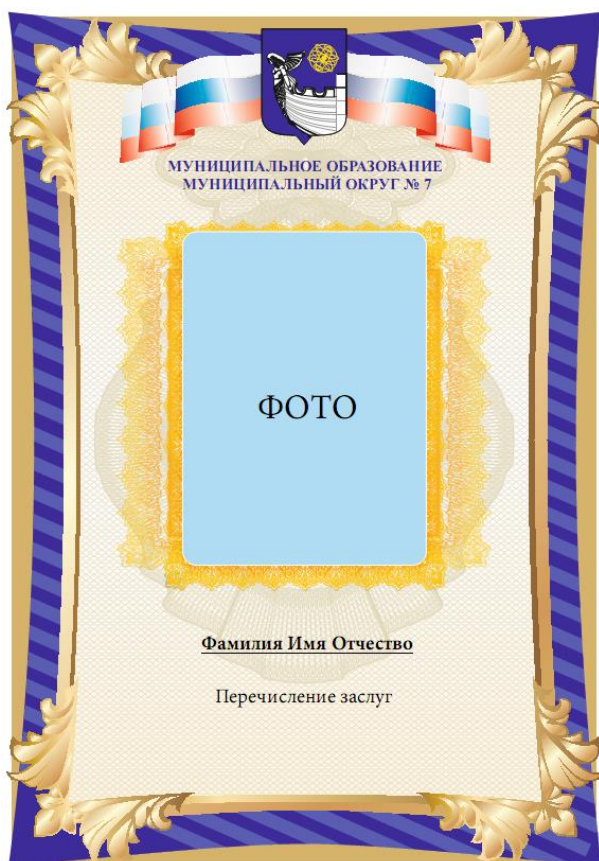 МУНИЦИПАЛЬНОЕ ОБРАЗОВАНИЕ
МУНИЦИПАЛЬНЫЙ ОКРУГ № 7
ФОТО
Фамилия Имя Отчество
Перечисление заслуг